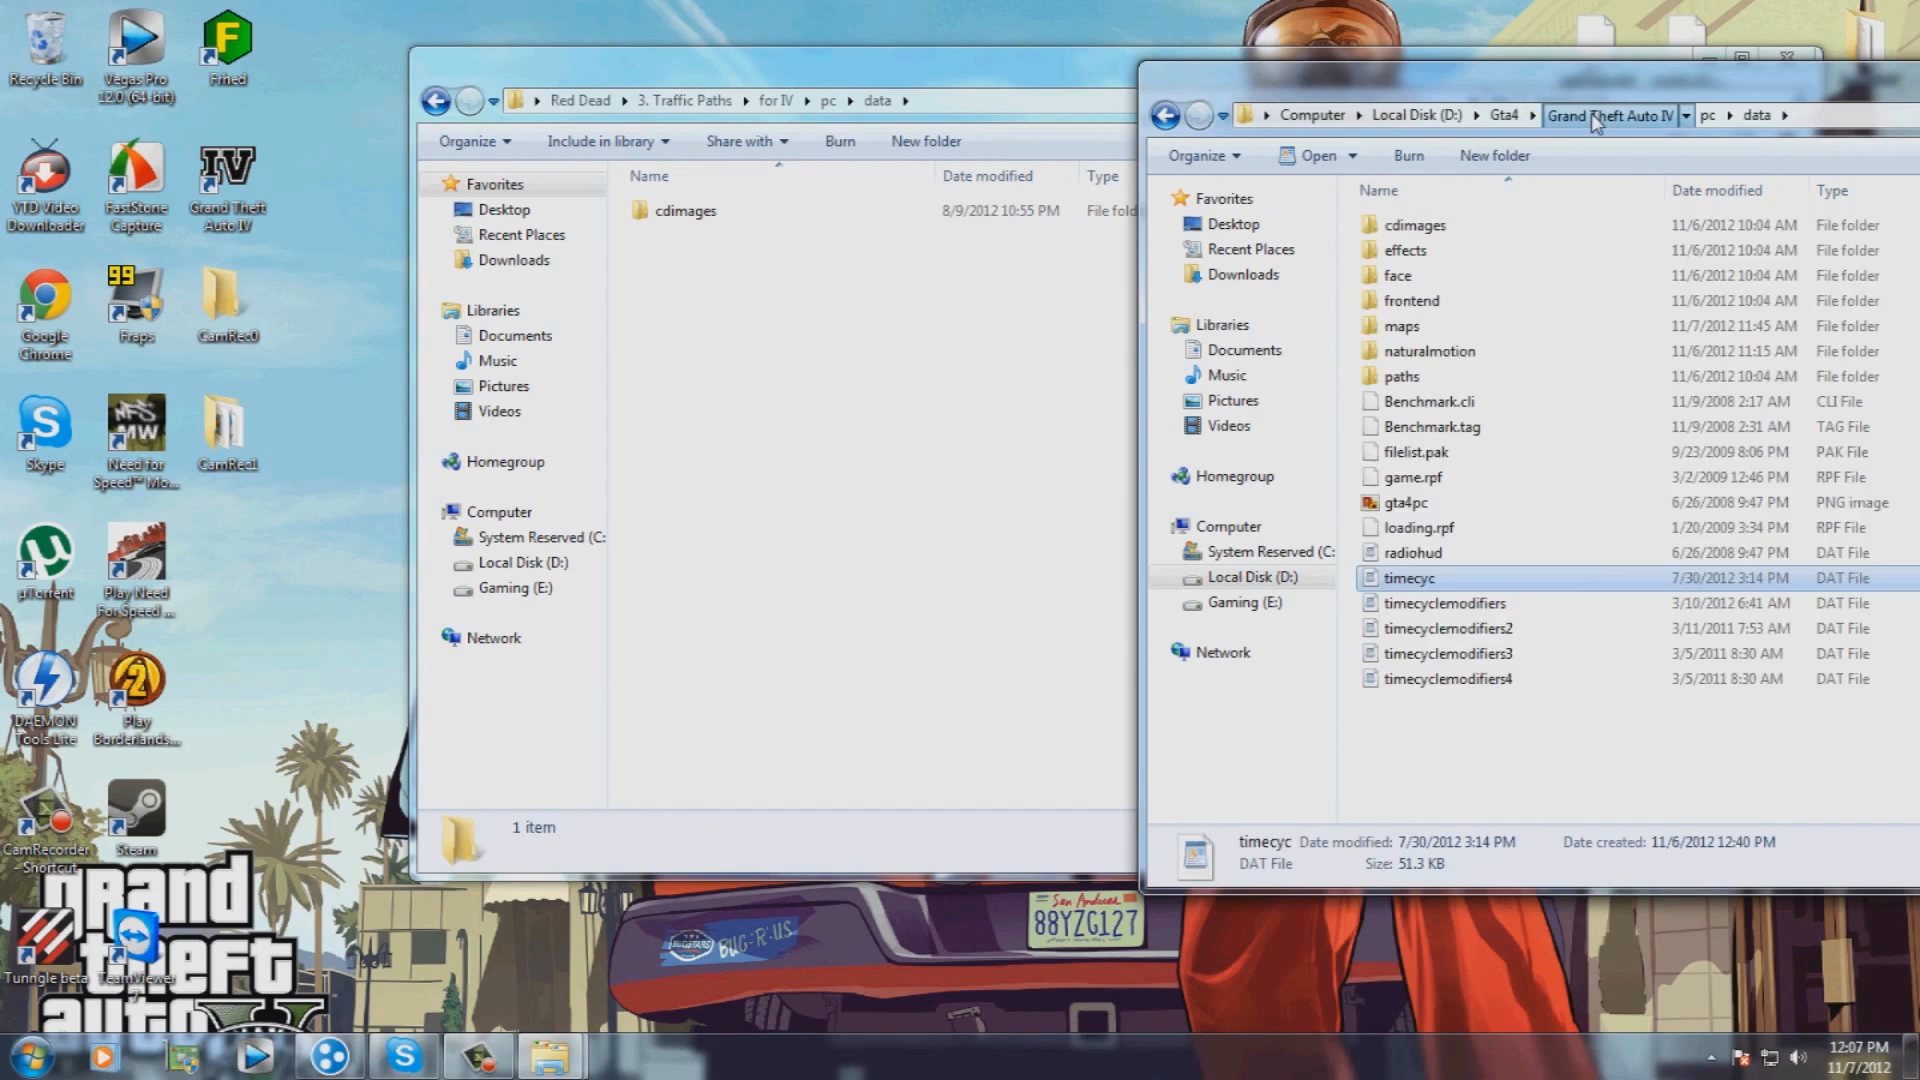 Recycle Bin
Vegas Pro
12.0 (64-bit)
YTD Video
Downloader
FastStone
Capture
IV
Grand Theft
Auto IV
Google
Chrome
99
Fraps
CamRec0
Skype
NFS
MW
Need for
Speed™ Mo...
CamRec1
µTorrent
Play Need
For Speed ...
DAEMON
Tools Lite
2
Play
Borderlands...
CamRecorder
- Shortcut
Steam
Tunngle beta
TeamViewer
7
grand
theft
auto
V
San Andreas
88YZG127
BUG-'R'-US
Red Dead
3. Traffic Paths
for IV
pc
data
Organize
Include in library
Share with
Burn
New folder
Name
Date modified
Type
cdimages
8/9/2012 10:55 PM
File fold
Favorites
Desktop
Recent Places
Downloads
Libraries
Documents
Music
Pictures
Videos
Homegroup
Computer
System Reserved (C:
Local Disk (D:)
Gaming (E:)
Network
1 item
Computer
Local Disk (D:)
Gta4
Grand Theft Auto IV
pc
data
Organize
Open
Burn
New folder
Favorites
Desktop
Recent Places
Downloads
Libraries
Documents
Music
Pictures
Videos
Homegroup
Computer
System Reserved (C:
Local Disk (D:)
Gaming (E:)
Network
Name Date modified Type
cdimages 11/6/2012 10:04 AM File folder
effects 11/6/2012 10:04 AM File folder
face 11/6/2012 10:04 AM File folder
frontend 11/6/2012 10:04 AM File folder
maps 11/7/2012 11:45 AM File folder
naturalmotion 11/6/2012 11:15 AM File folder
paths 11/6/2012 10:04 AM File folder
Benchmark.cli 11/9/2008 2:17 AM CLI File
Benchmark.tag 11/9/2008 2:31 AM TAG File
filelist.pak 9/23/2009 8:06 PM PAK File
game.rpf 3/2/2009 12:46 PM RPF File
gta4pc 6/26/2008 9:47 PM PNG image
loading.rpf 1/20/2009 3:34 PM RPF File
radiohud 6/26/2008 9:47 PM DAT File
timecyc 7/30/2012 3:14 PM DAT File
timecyclemodifiers 3/10/2012 6:41 AM DAT File
timecyclemodifiers2 3/11/2011 7:53 AM DAT File
timecyclemodifiers3 3/5/2011 8:30 AM DAT File
timecyclemodifiers4 3/5/2011 8:30 AM DAT File
timecyc Date modified: 7/30/2012 3:14 PM Date created: 11/6/2012 12:40 PM
DAT File Size: 51.3 KB
12:07 PM
11/7/2012